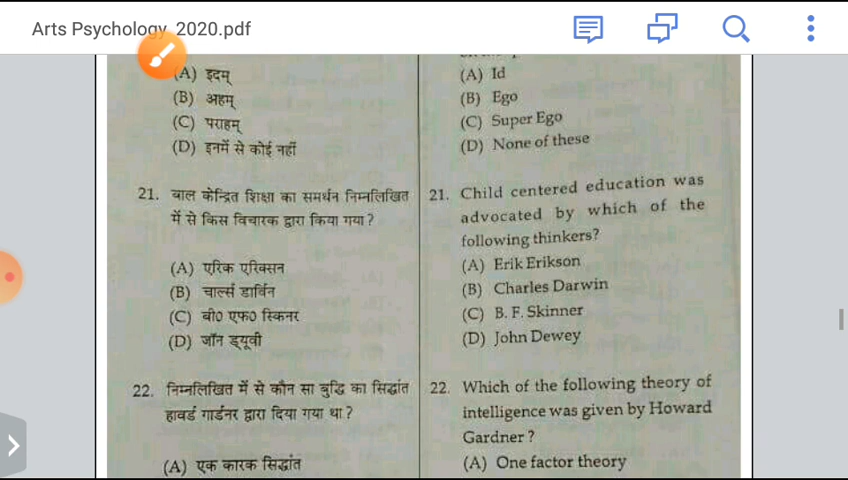 Arts Psychology 2020.pdf
(A) इदम्
(B) अहम्
(C) पराहम्
(D) इनमें से कोई नहीं
21. बाल केन्द्रित शिक्षा का समर्थन निम्नलिखित
में से किस विचारक द्वारा किया गया?
(A) एरिक एरिक्सन
(B) चार्ल्स डार्विन
(C) बी० एफ० स्किनर
(D) जॉन ड्यूवी
22. निम्नलिखित में से कौन सा बुद्धि का सिद्धांत
हावर्ड गार्डनर द्वारा दिया गया था?
(A) एक कारक सिद्धांत
(A) Id
(B) Ego
(C) Super Ego
(D) None of these
21. Child centered education was
advocated by which of the
following thinkers?
(A) Erik Erikson
(B) Charles Darwin
(C) B. F. Skinner
(D) John Dewey
22. Which of the following theory of
intelligence was given by Howard
Gardner?
(A) One factor theory